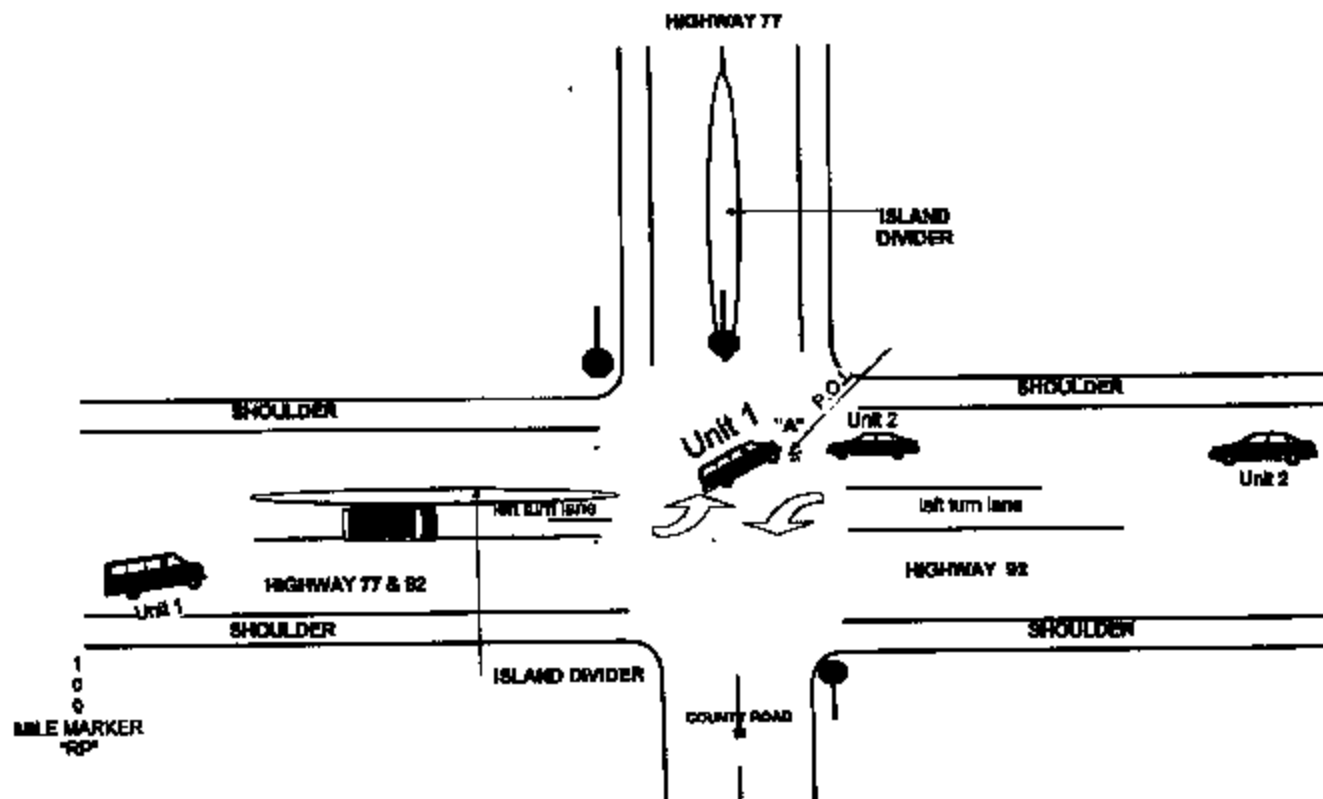 HIGHWAY 77
ISLAND
DIVIDER
P.O.I.
SHOULDER
SHOULDER
Unit 1
"A"
Unit 2
Unit 2
left turn lane
left turn lane
HIGHWAY 77 & 92
HIGHWAY 92
Unit 1
SHOULDER
SHOULDER
ISLAND DIVIDER
1
0
0
MILE MARKER
"RP"
COUNTY ROAD